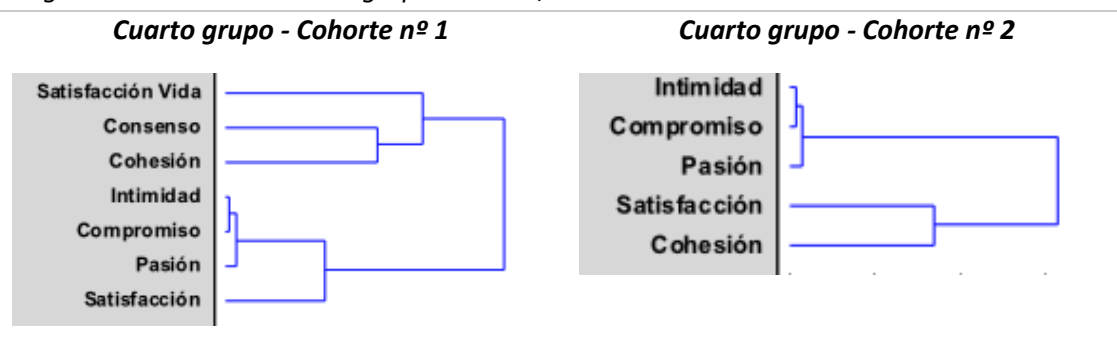 Cuarto grupo - Cohorte nº 1
Satisfacción Vida
Consenso
Cohesión
Intimidad
Compromiso
Pasión
Satisfacción
Cuarto grupo - Cohorte nº 2
Intimidad
Compromiso
Pasión
Satisfacción
Cohesión